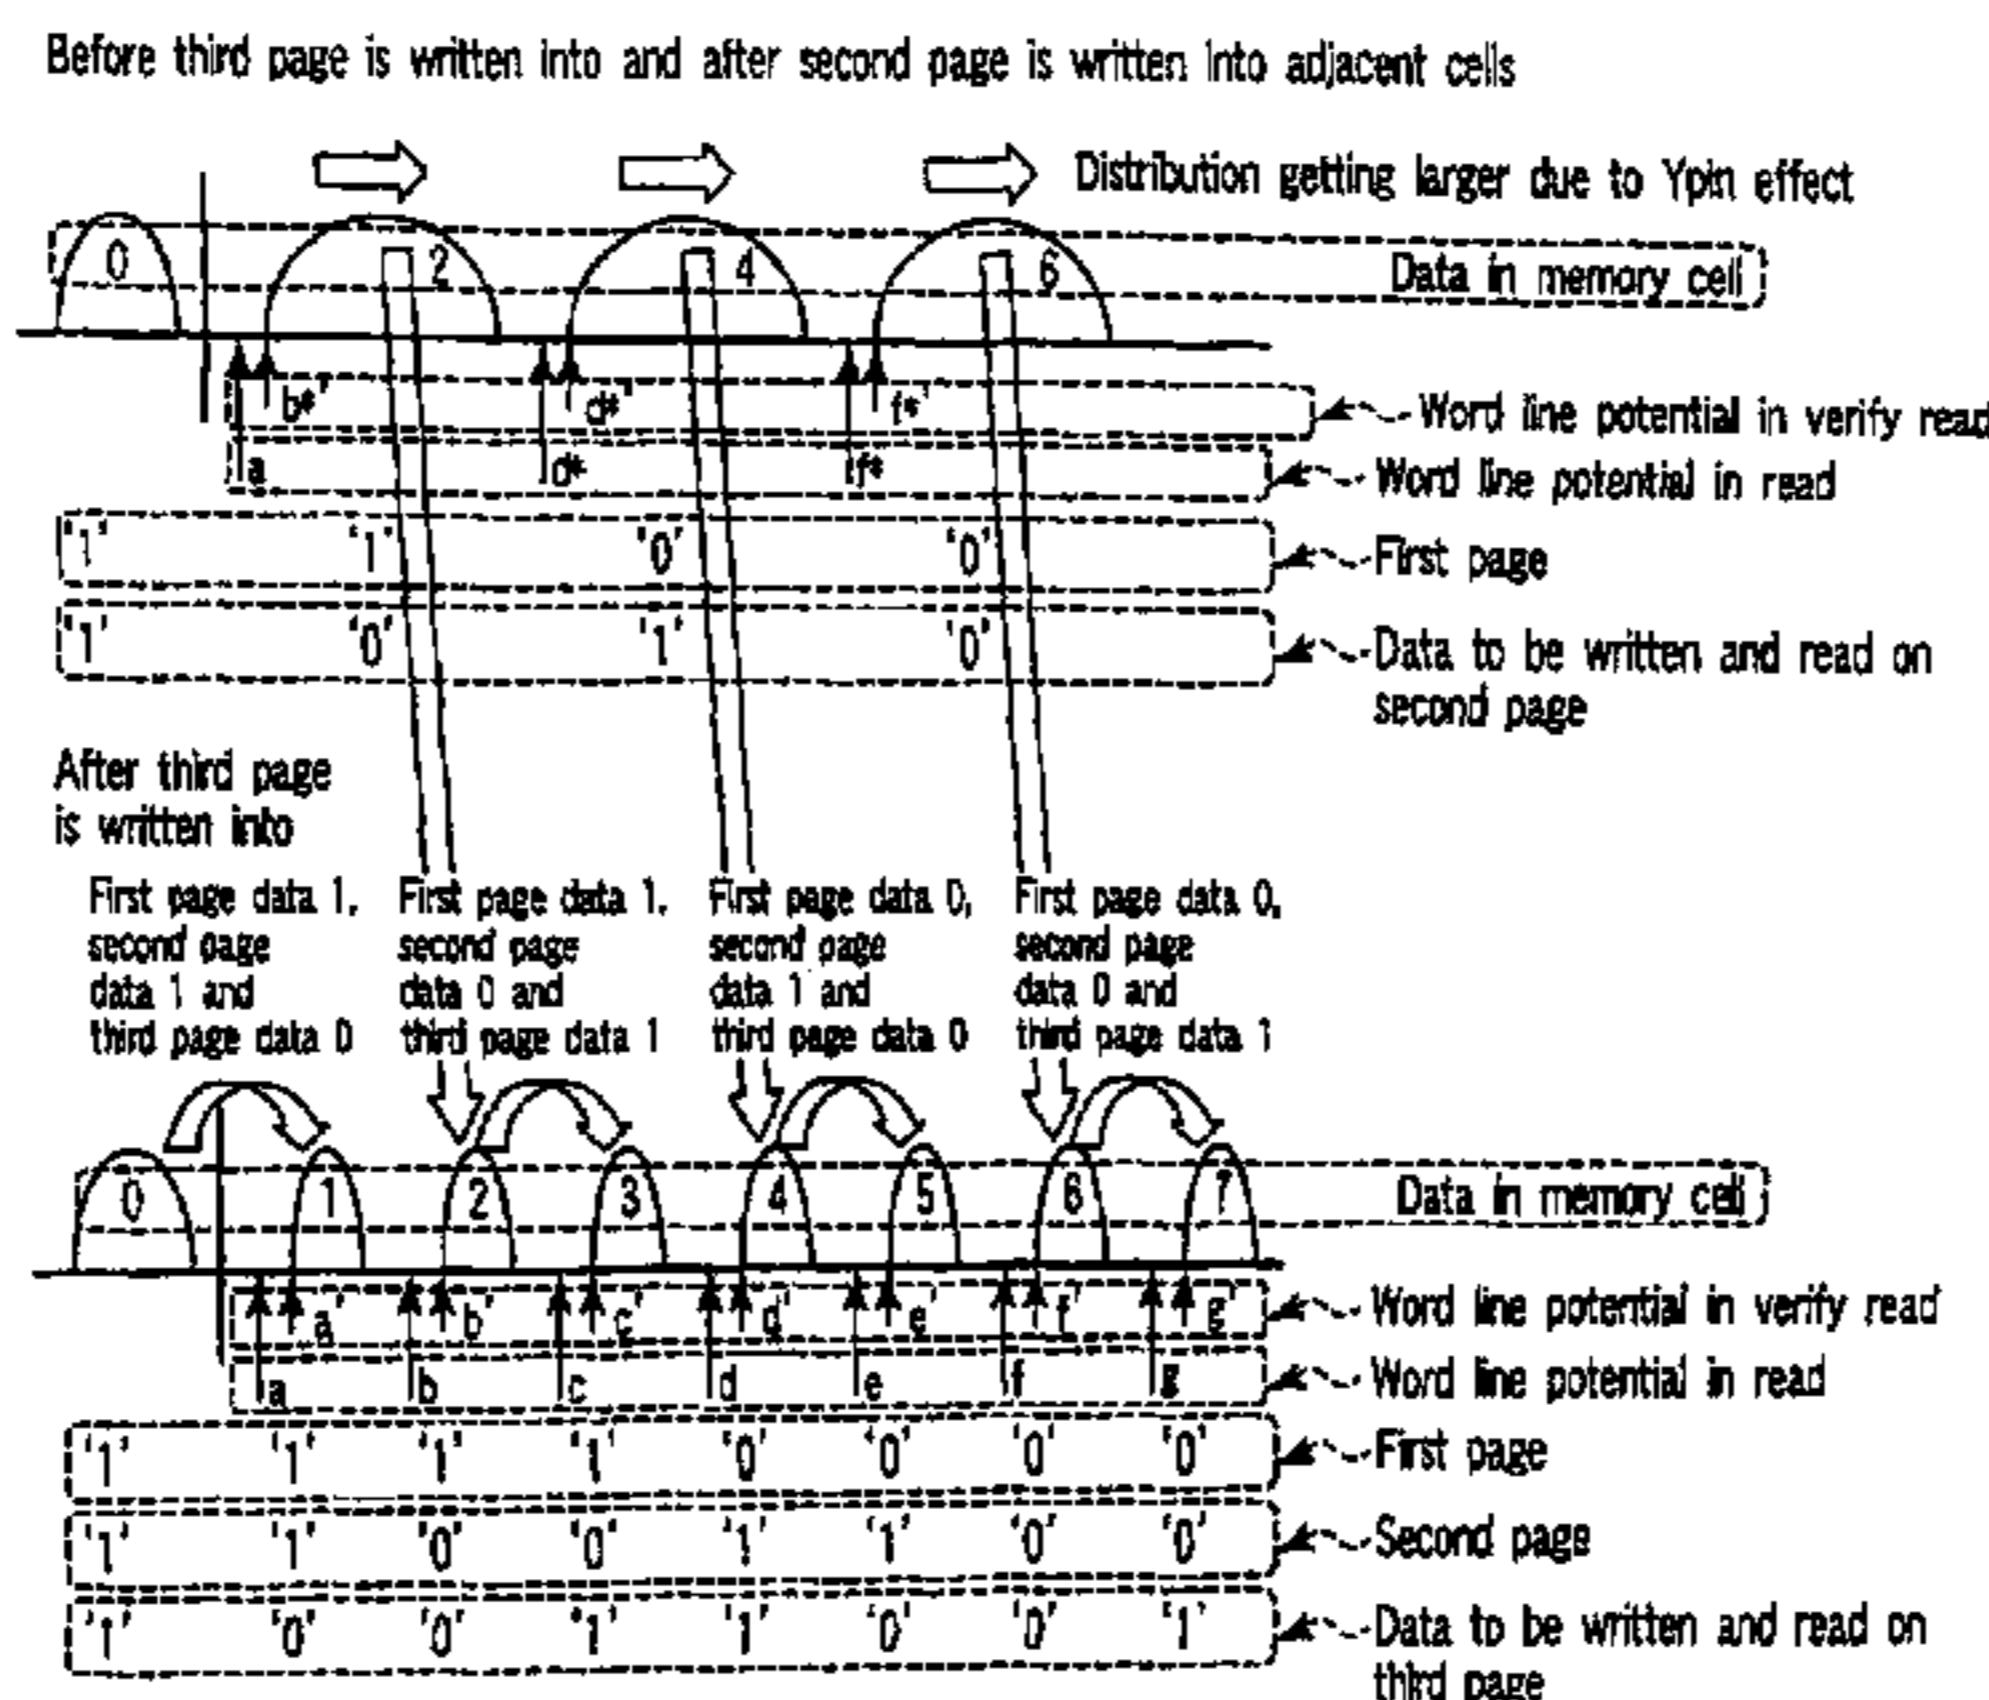 Before third page is written into and after second page is written into adjacent cells
Distribution getting larger due to Ypin effect
0 2 4 6 Data in memory cell
b*' d*' f*' Word line potential in verify read
a d* f* Word line potential in read
'1' '1' '0' '0' First page
'1' '0' '1' '0' Data to be written and read on
second page
After third page
is written into
First page data 1,
second page
data 1 and
third page data 0
First page data 1,
second page
data 0 and
third page data 1
First page data 0,
second page
data 1 and
third page data 0
First page data 0,
second page
data 0 and
third page data 1
0 1 2 3 4 5 6 7 Data in memory cell
a' b' c' d' e' f' g' Word line potential in verify read
a b c d e f g Word line potential in read
'1' '1' '1' '1' '0' '0' '0' '0' First page
'1' '1' '0' '0' '1' '1' '0' '0' Second page
'1' '0' '0' '1' '1' '0' '0' '1' Data to be written and read on
third page